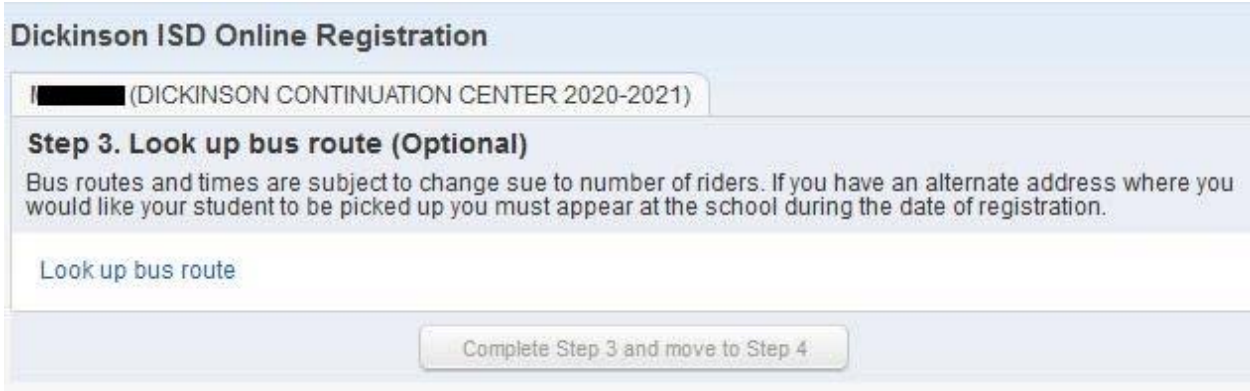 Dickinson ISD Online Registration
(DICKINSON CONTINUATION CENTER 2020-2021)
Step 3. Look up bus route (Optional)
Bus routes and times are subject to change sue to number of riders. If you have an alternate address where you
would like your student to be picked up you must appear at the school during the date of registration.
Look up bus route
Complete Step 3 and move to Step 4